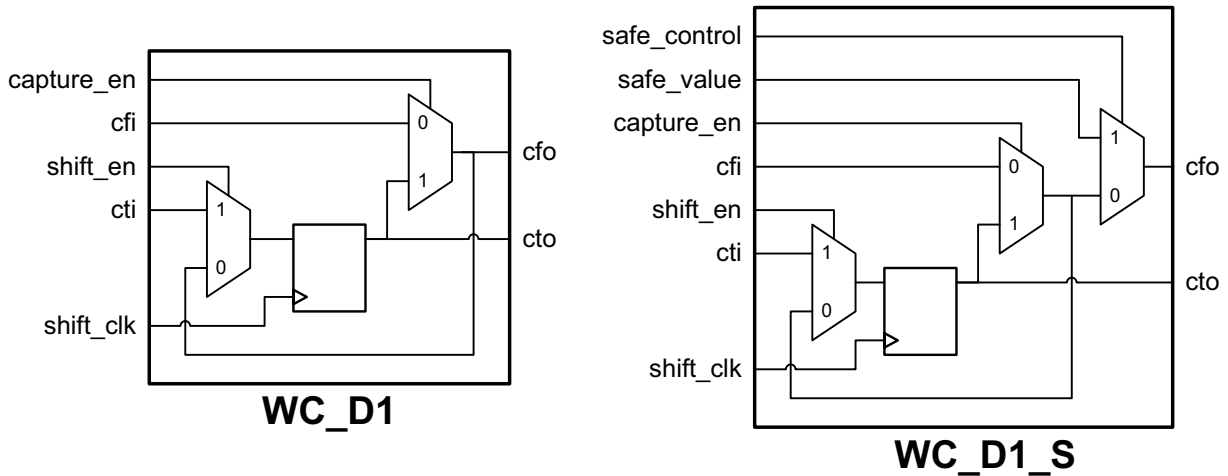 capture_en
cfi
shift_en
cti
shift_clk
0
1
1
0
cfo
cto
WC_D1
safe_control
safe_value
capture_en
cfi
shift_en
cti
shift_clk
1
0
0
1
1
0
cfo
cto
WC_D1_S